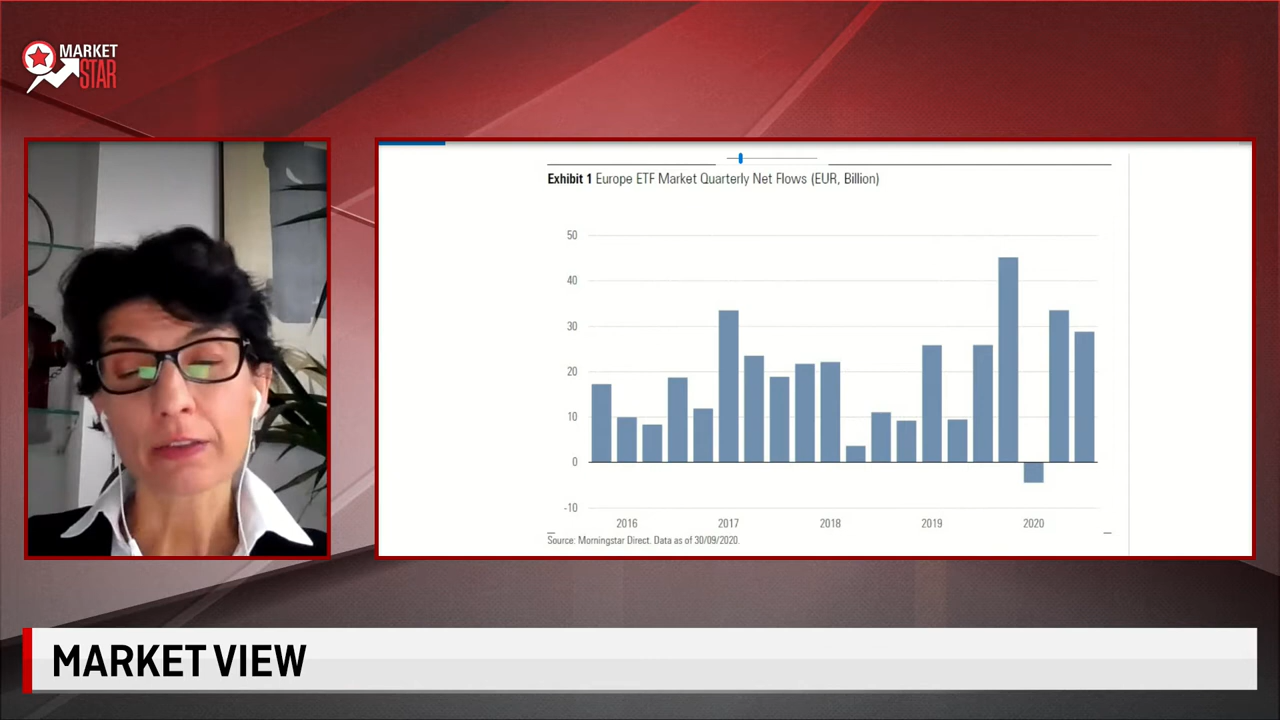 MARKET
STAR
Exhibit 1 Europe ETF Market Quarterly Net Flows (EUR, Billion)
50
40
30
20
10
0
-10
2016 2017 2018 2019 2020
Source: Morningstar Direct. Data as of 30/09/2020.
MARKET VIEW